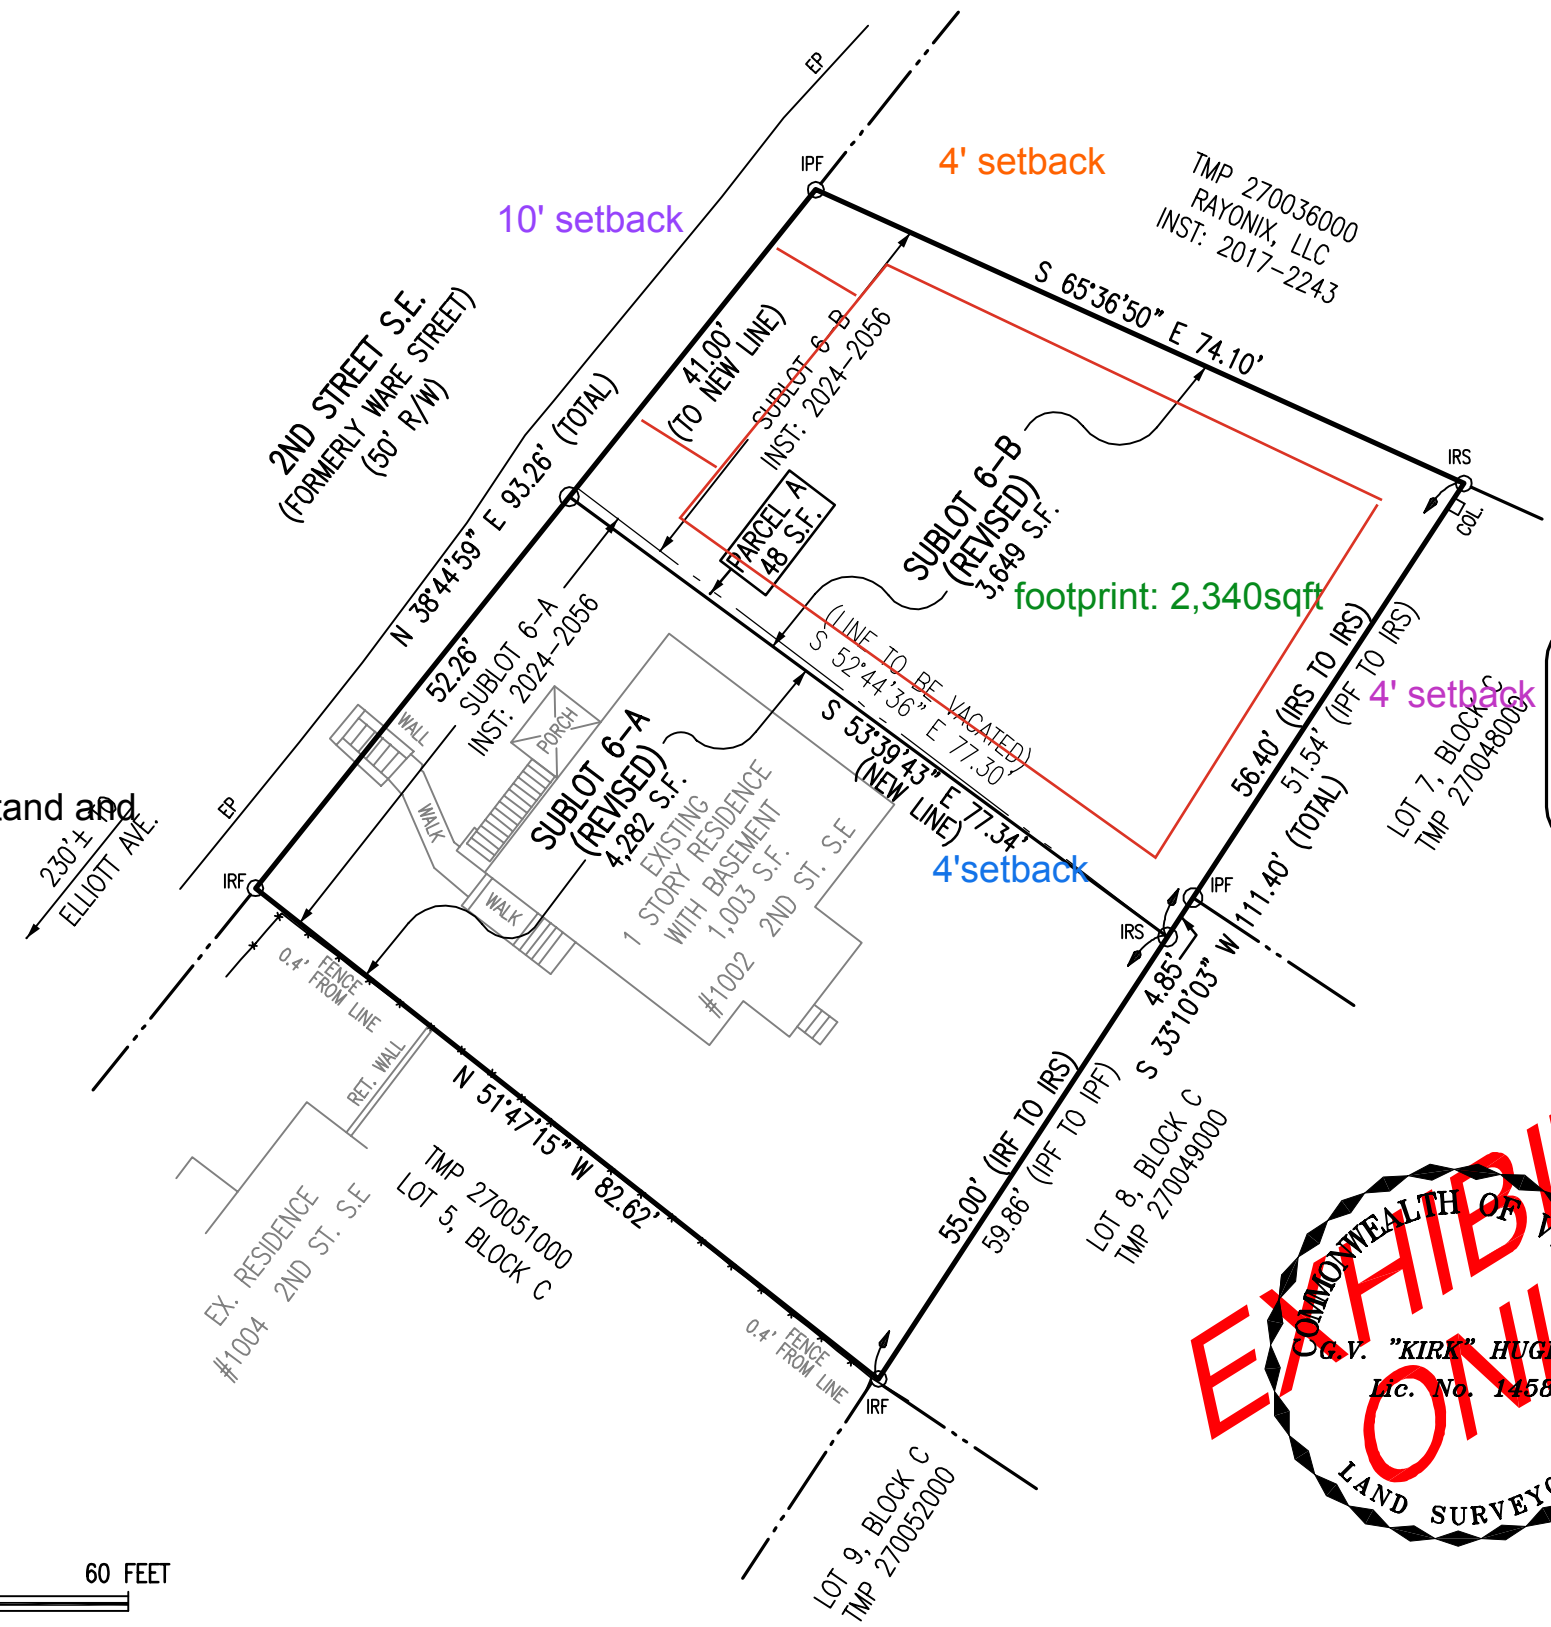 EP
IPF
4' setback
TMP 270036000
RAYONIX, LLC
INST: 2017-2243
10' setback
S 65°36'50" E 74.10'
2ND STREET S.E.
(FORMERLY WARE STREET)
(50' R/W)
41.00'
(TO NEW LINE)
SUBLOT 6-B
INST: 2024-2056
N 38°44'59" E 93.26' (TOTAL)
IRS
COL.
PARCEL A
48 S.F.
SUBLOT 6-B
(REVISED)
3,649 S.F.
footprint: 2,340sqft
52.26'
SUBLOT 6-A
INST: 2024-2056
(LINE TO BE VACATED)
S 52°44'36" E 77.30'
S 53°39'43" E 77.34'
(NEW LINE)
56.40' (IRS TO IRS)
51.54' (IPF TO IRS)
4' setback
LOT 7, BLOCK C
TMP 270048000
WALL
PORCH
WALK
SUBLOT 6-A
(REVISED)
4,282 S.F.
EXISTING
1 STORY RESIDENCE
WITH BASEMENT
1,003 S.F.
#1002 2ND ST. S.E
4'setback
and
230'±
ELLIOTT AVE.
EP
IRF
WALK
IPF
IRS
4.85'
S 33°10'03" W 111.40' (TOTAL)
FENCE
0.4' FROM LINE
RET. WALL
N 51°47'15" W 82.62'
55.00' (IRF TO IRS)
59.86' (IPF TO IPF)
LOT 8, BLOCK C
TMP 270049000
TMP 270051000
LOT 5, BLOCK C
EX. RESIDENCE
#1004 2ND ST. S.E
FENCE
0.4' FROM LINE
IRF
COMMONWEALTH OF
G.V. "KIRK"
Lic. No. 1458
LAND
LOT 9, BLOCK C
TMP 270052000
60 FEET